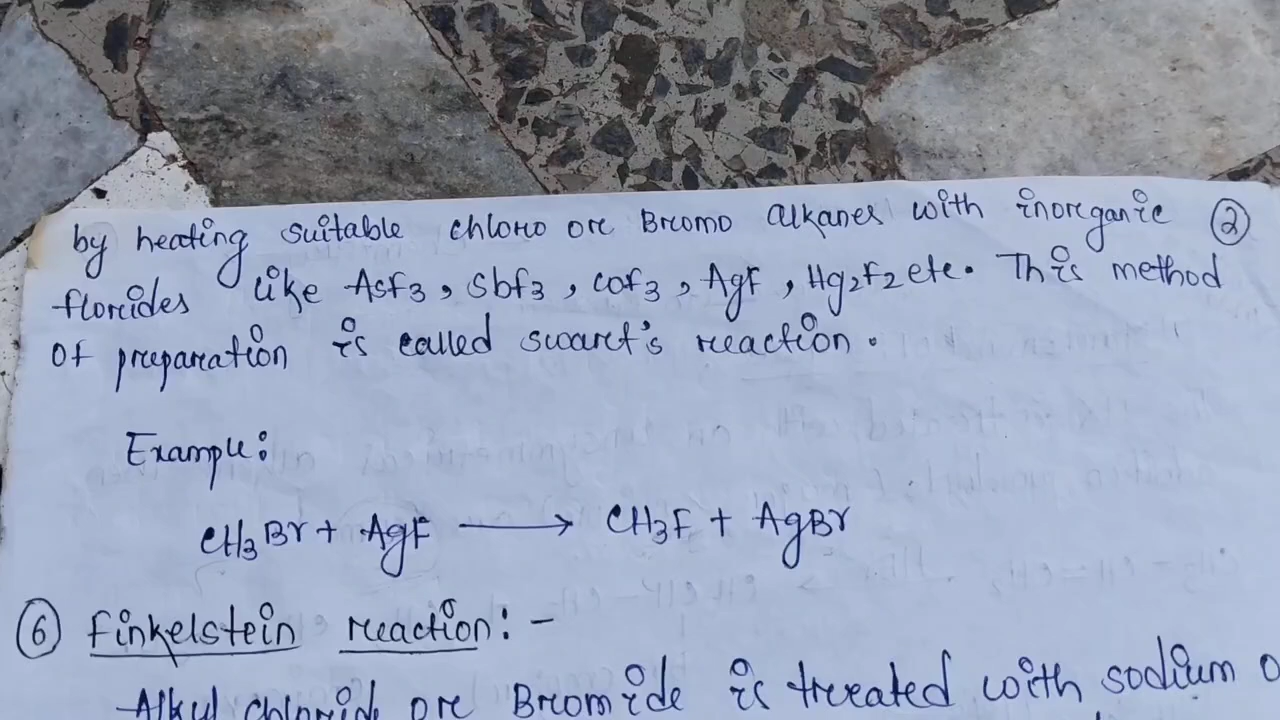 by heating suitable chloro or Bromo alkanes with inorganic ②
florides like AsF3, SbF3, CoF3, AgF, Hg2F2 etc. This method
Of preparation is called swart's reaction.
Example:
CH3Br + AgF ⟶ CH3F + AgBr
⑥ Finkelstein reaction: -
Alkyl chloride or Bromide is treated with sodium